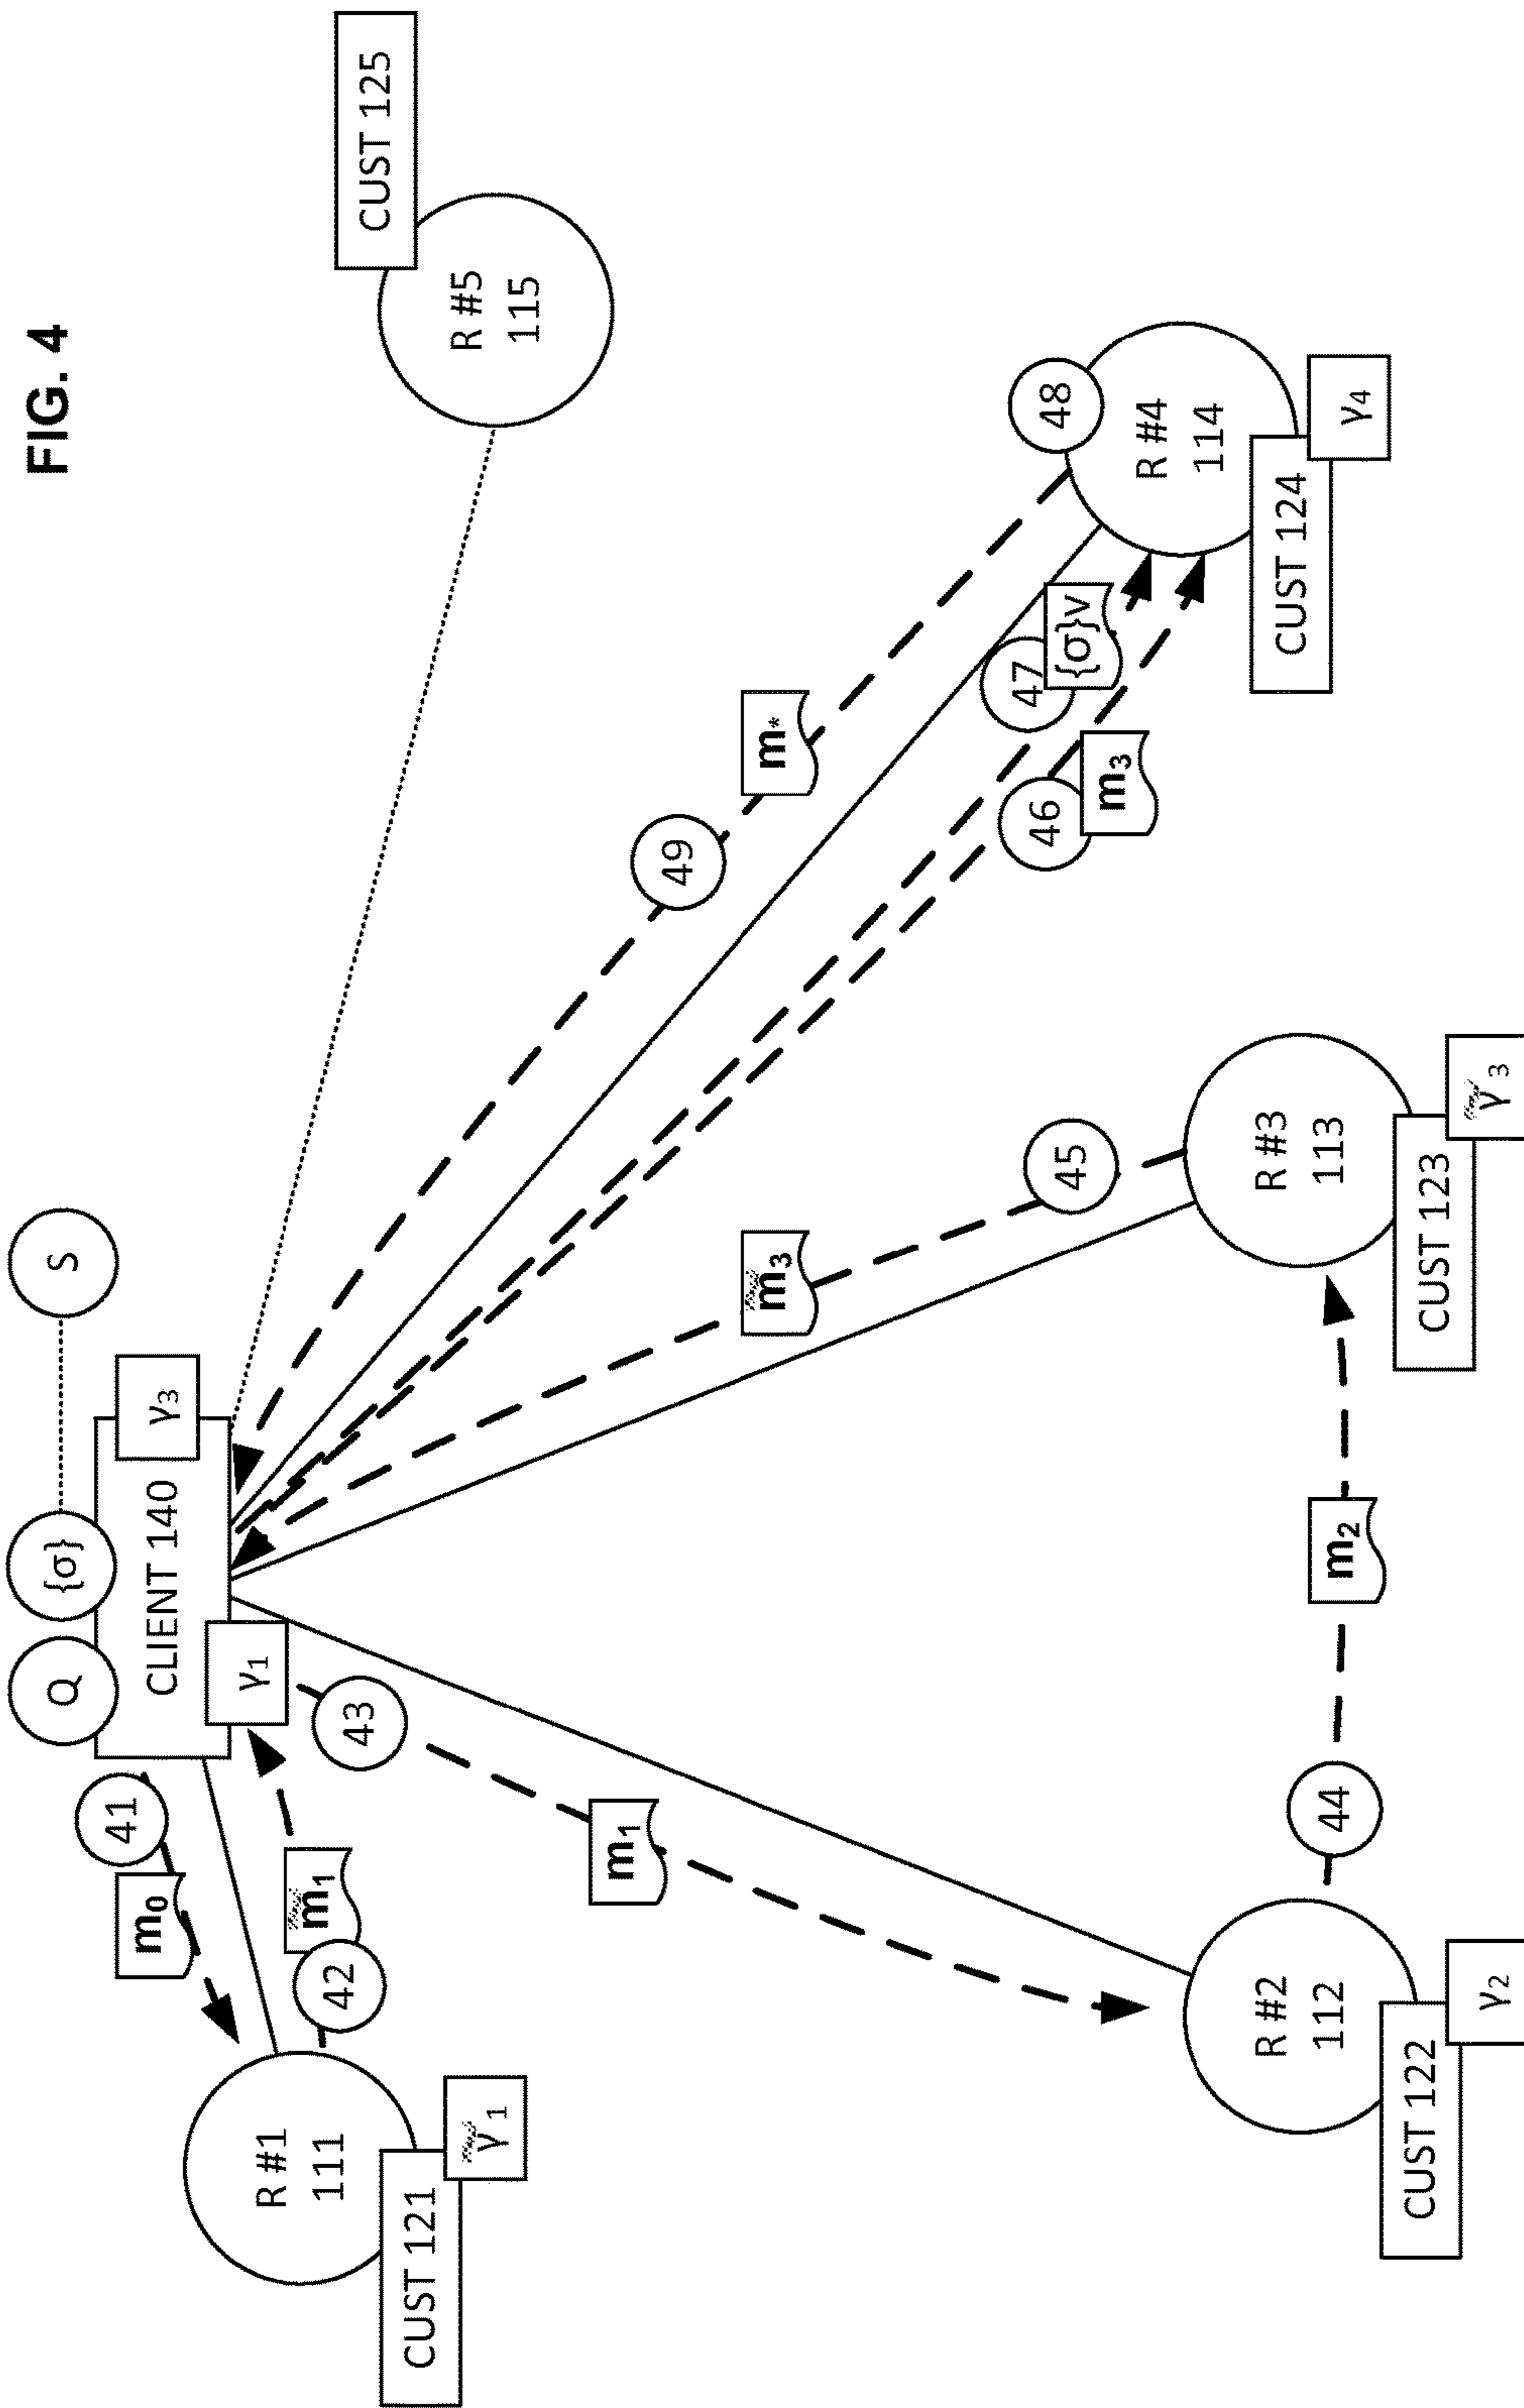 FIG. 4
S
{σ}
Q
CLIENT 140
γ3
γ1
41
m0
42
m1
43
m1
R #1
111
CUST 121
γ1
R #2
112
CUST 122
γ2
44
m2
R #3
113
CUST 123
γ3
45
m3
46
m3
47
{σ}v
48
R #4
114
CUST 124
γ4
49
m*
R #5
115
CUST 125